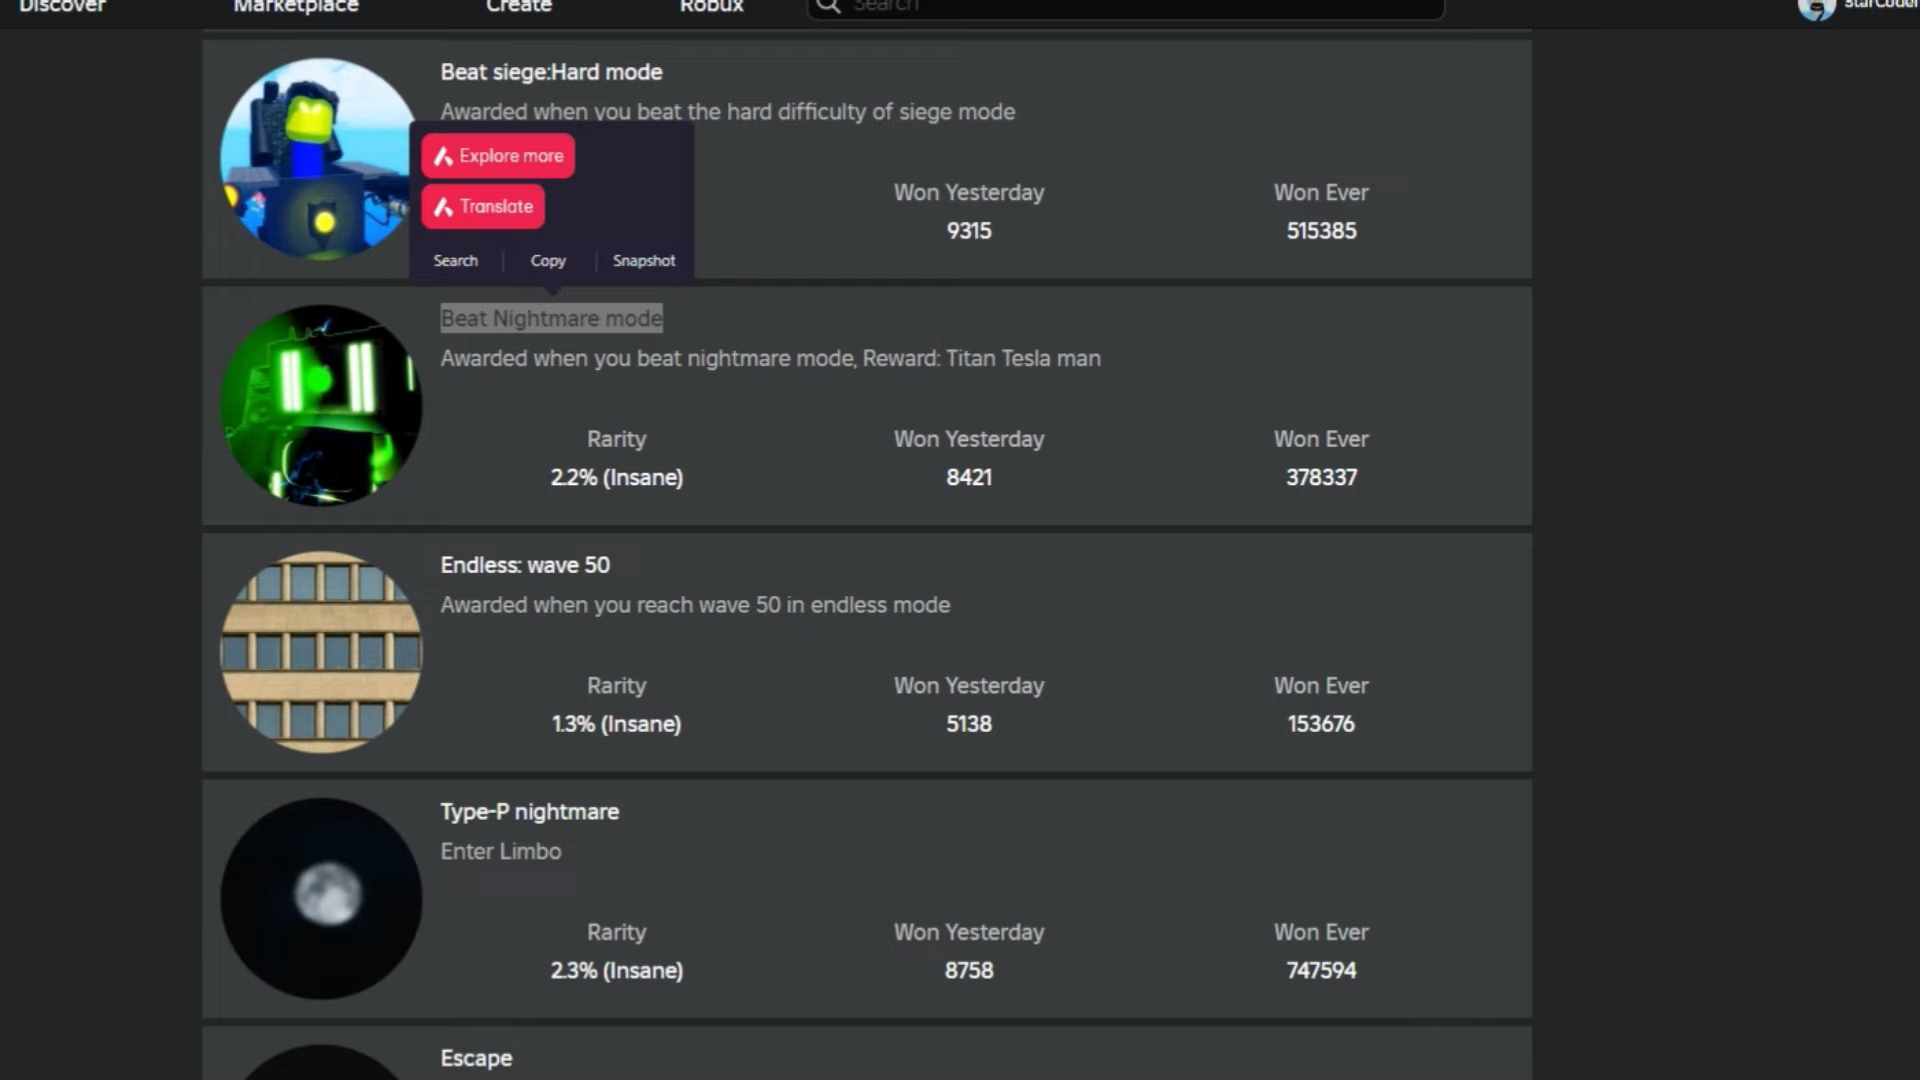 Discover Marketplace Create Robux Search
Beat siege:Hard mode
Awarded when you beat the hard difficulty of siege mode
Explore more
Translate
Search Copy Snapshot
Won Yesterday Won Ever
9315 515385
Beat Nightmare mode
Awarded when you beat nightmare mode, Reward: Titan Tesla man
Rarity Won Yesterday Won Ever
2.2% (Insane) 8421 378337
Endless: wave 50
Awarded when you reach wave 50 in endless mode
Rarity Won Yesterday Won Ever
1.3% (Insane) 5138 153676
Type-P nightmare
Enter Limbo
Rarity Won Yesterday Won Ever
2.3% (Insane) 8758 747594
Escape